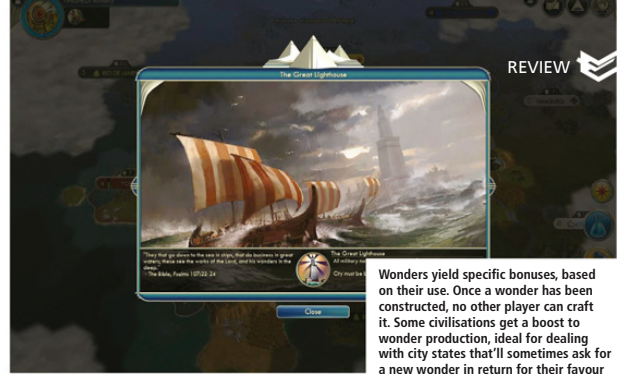 REVIEW
The Great Lighthouse
"They that go down to the sea in ships, that do business in great
waters; these see the works of the Lord, and his wonders in the
deep."
- The Bible, Psalms 107:23-24
The Great Lighthouse
All military
City must be
Close
Wonders yield specific bonuses, based
on their use. Once a wonder has been
constructed, no other player can craft
it. Some civilisations get a boost to
wonder production, ideal for dealing
with city states that'll sometimes ask for
a new wonder in return for their favour